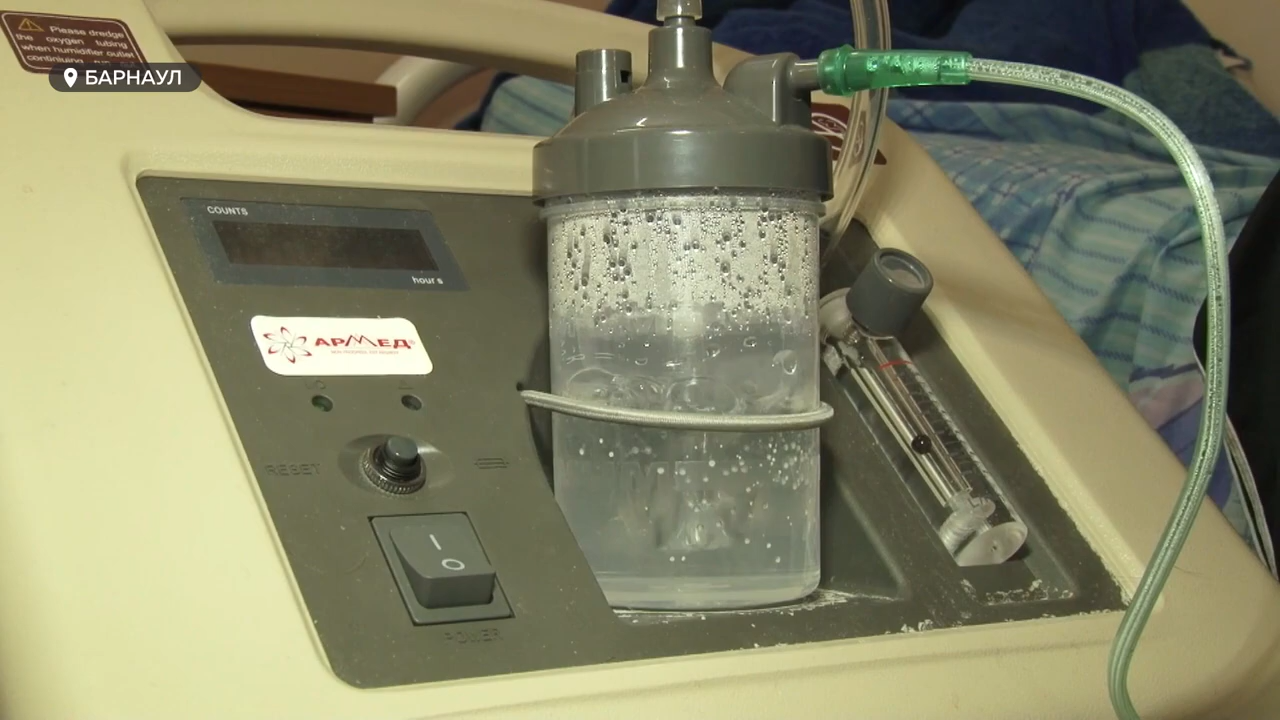 Please dredge
the oxygen tubing
when humidifier outlet
БАРНАУЛ
COUNTS
hours
АРМЕД
RESET
I
O
POWER